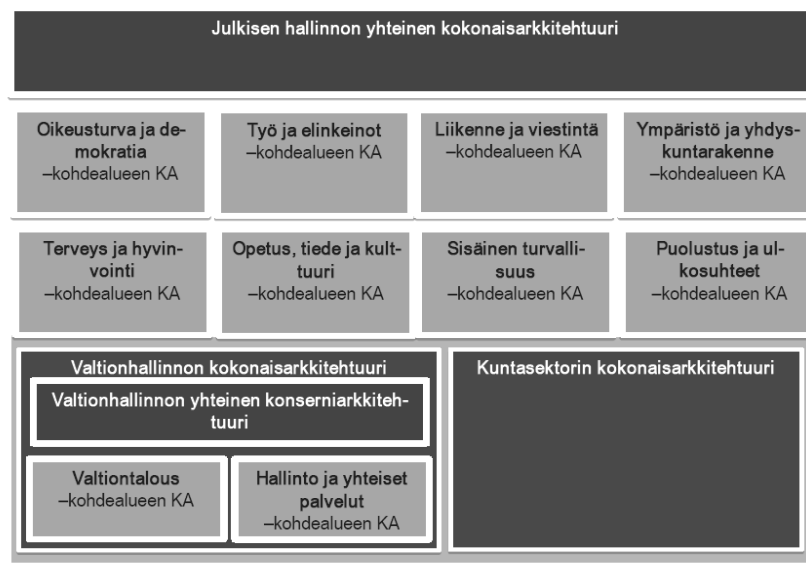 Julkisen hallinnon yhteinen kokonaisarkkitehtuuri
Oikeusturva ja de-
mokratia
–kohdealueen KA
Työ ja elinkeinot
–kohdealueen KA
Liikenne ja viestintä
–kohdealueen KA
Ympäristö ja yhdys-
kuntarakenne
–kohdealueen KA
Terveys ja hyvin-
vointi
–kohdealueen KA
Opetus, tiede ja kult-
tuuri
–kohdealueen KA
Sisäinen turvalli-
suus
–kohdealueen KA
Puolustus ja ul-
kosuhteet
–kohdealueen KA
Valtionhallinnon kokonaisarkkitehtuuri
Valtionhallinnon yhteinen konserniarkkiteh-
tuuri
Valtiontalous
–kohdealueen KA
Hallinto ja yhteiset
palvelut
–kohdealueen KA
Kuntasektorin kokonaisarkkitehtuuri